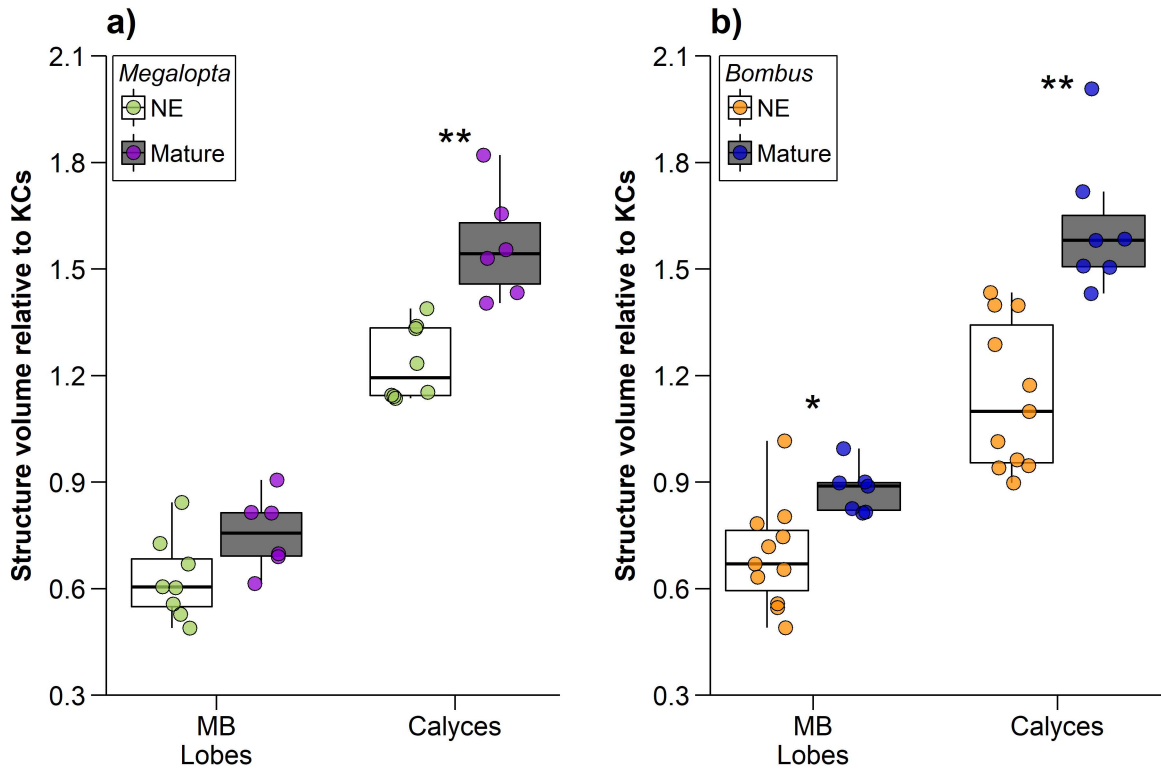 a)
Structure volume relative to KCs
2.1
1.8
1.5
1.2
0.9
0.6
0.3
Megalopta
NE
Mature
**
MB
Lobes
Calyces
b)
Structure volume relative to KCs
2.1
1.8
1.5
1.2
0.9
0.6
0.3
Bombus
NE
Mature
**
*
MB
Lobes
Calyces